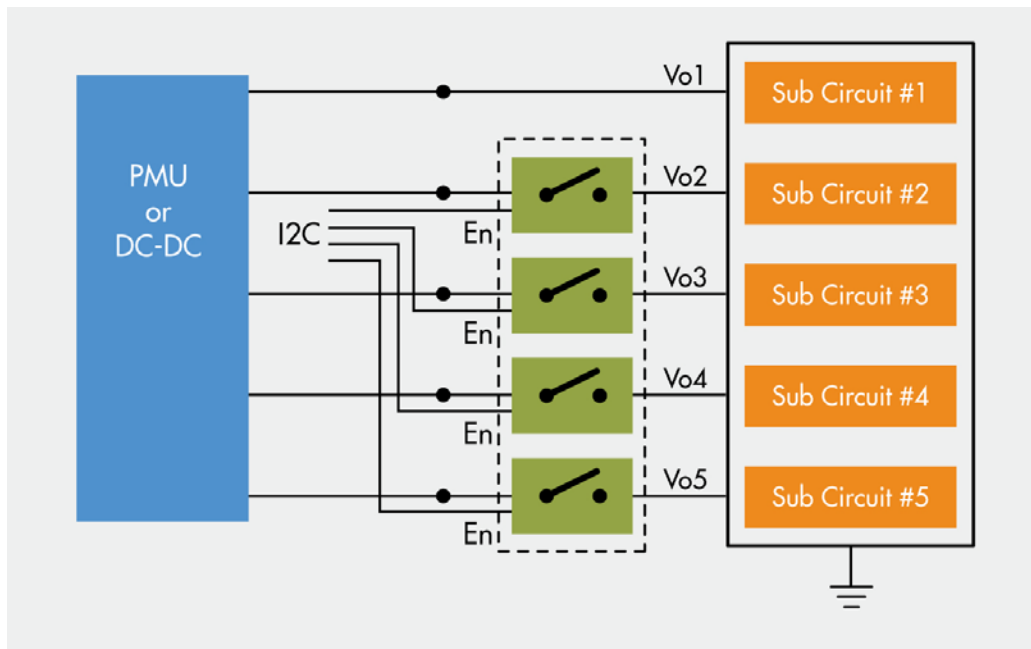 PMU
or
DC-DC
I2C
Vo1
Sub Circuit #1
Vo2
Sub Circuit #2
En
Vo3
Sub Circuit #3
En
Vo4
Sub Circuit #4
En
Vo5
Sub Circuit #5
En